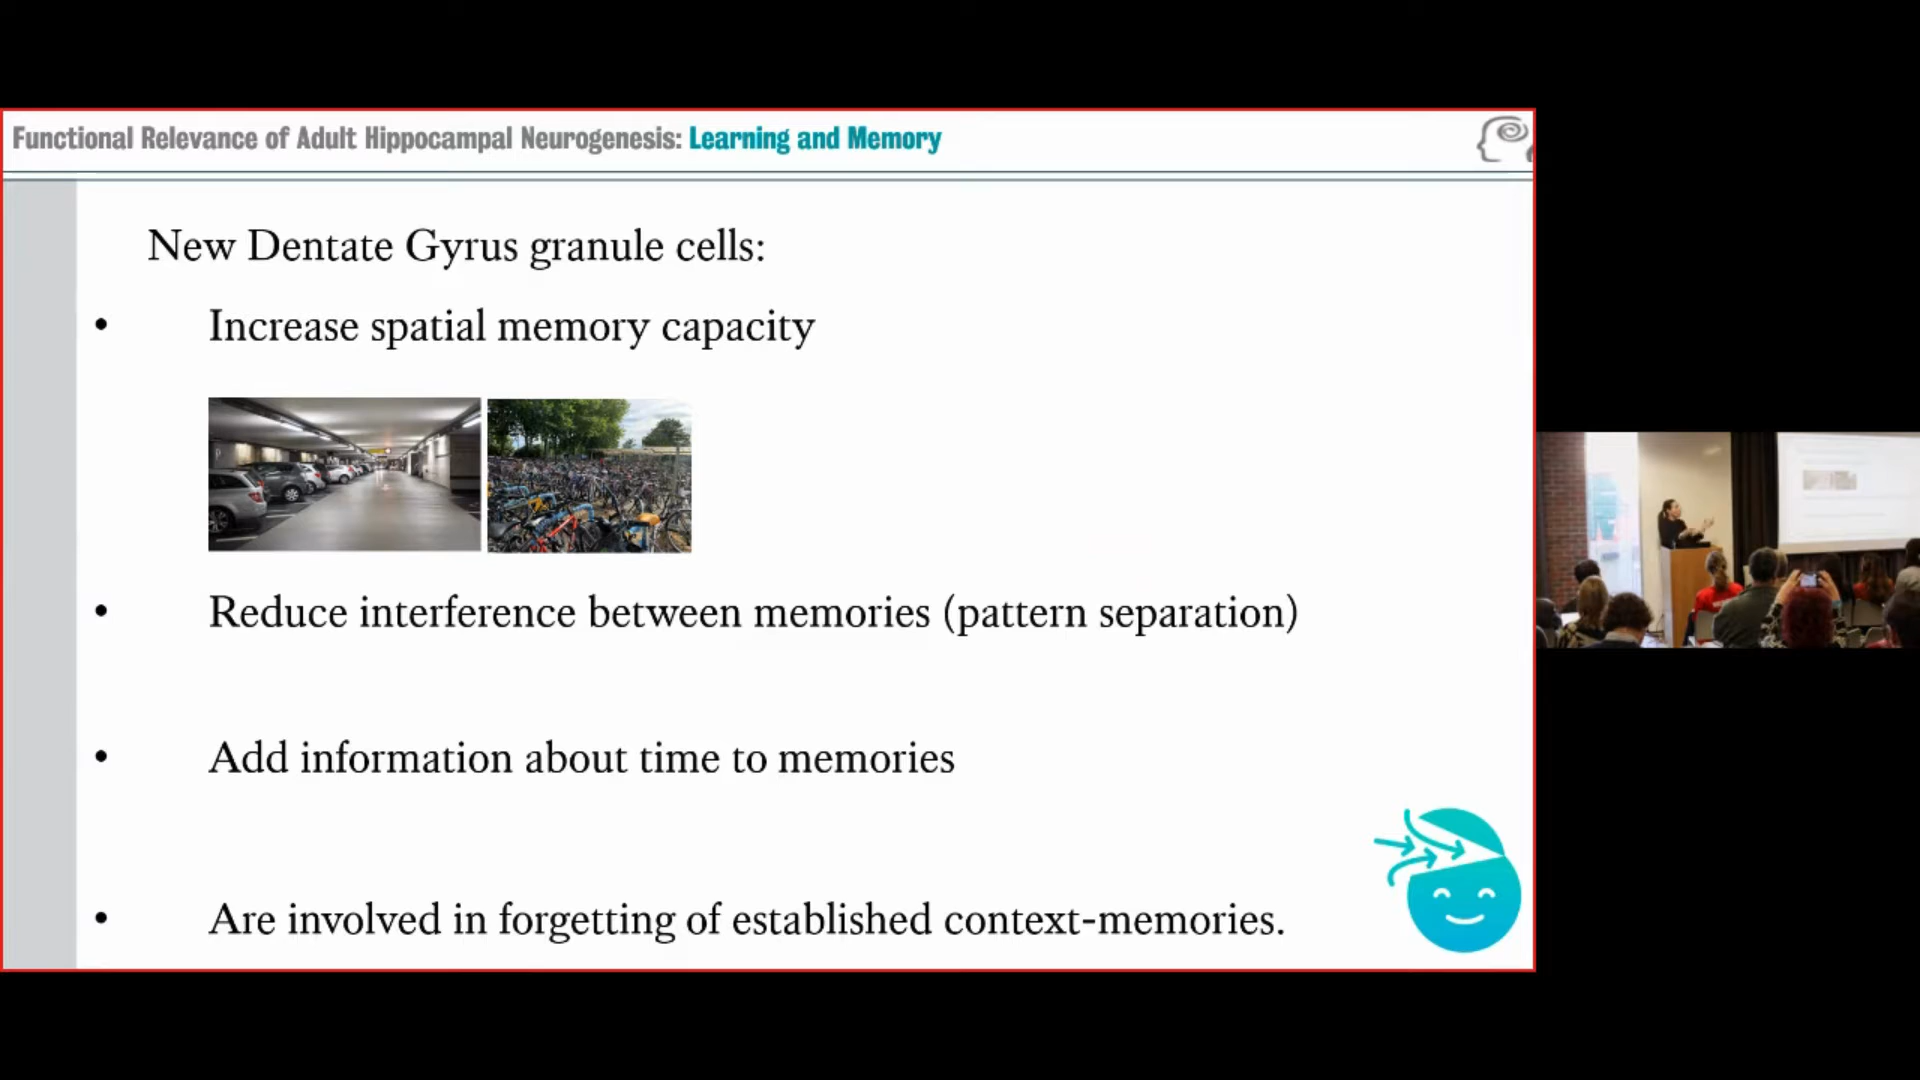 Functional Relevance of Adult Hippocampal Neurogenesis: Learning and Memory
New Dentate Gyrus granule cells:
• Increase spatial memory capacity
• Reduce interference between memories (pattern separation)
• Add information about time to memories
• Are involved in forgetting of established context-memories.